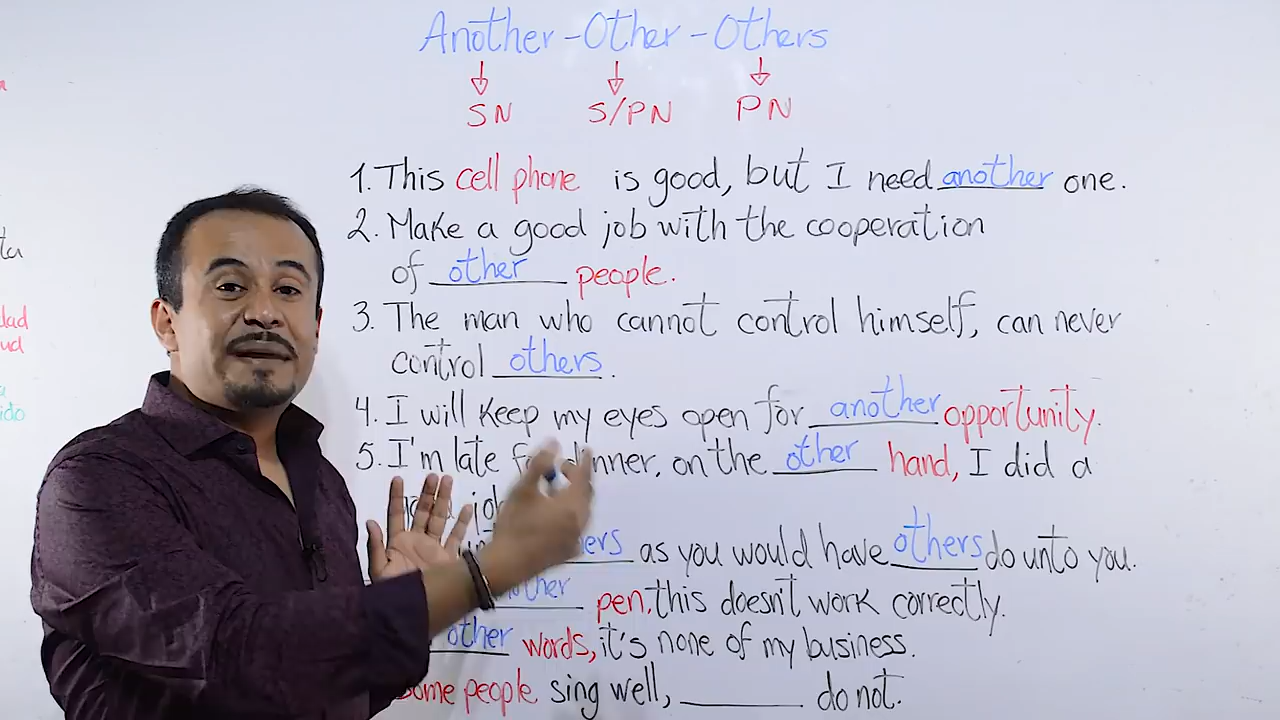 Another - Other - Others
SN S/PN PN
1. This cell phone is good, but I need another one.
2. Make a good job with the cooperation
of other people.
3. The man who cannot control himself, can never
control others.
4. I will keep my eyes open for another opportunity.
5. I'm late for dinner, on the other hand, I did a
as you would have others do unto you.
pen, this doesn't work correctly.
other words, it's none of my business.
some people sing well, ______ do not.